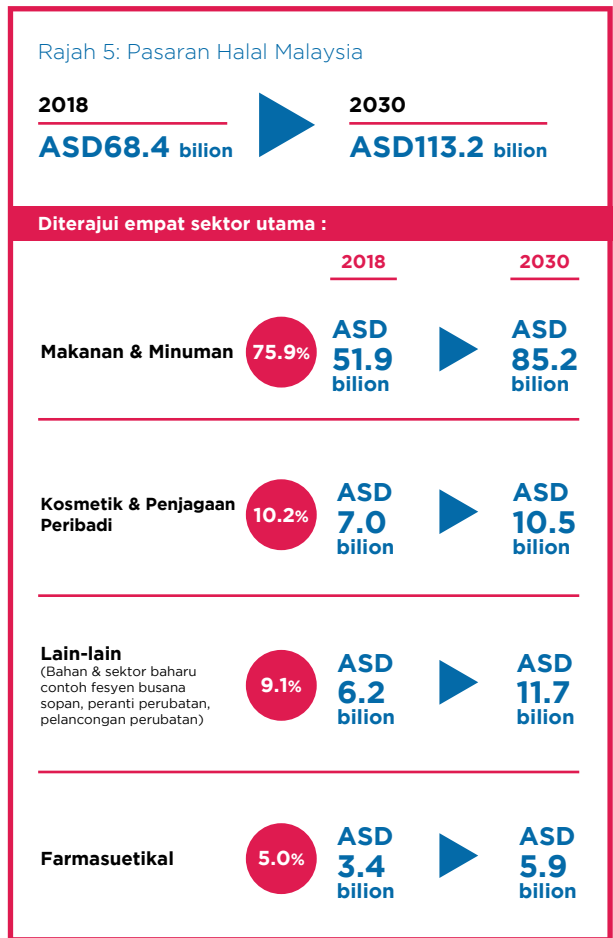 Rajah 5: Pasaran Halal Malaysia
2018
2030
ASD68.4 bilion
ASD113.2 bilion
Diterajui empat sektor utama :
2018
2030
Makanan & Minuman
75.9%
ASD
51.9
bilion
ASD
85.2
bilion
Kosmetik & Penjagaan
Peribadi
10.2%
ASD
7.0
bilion
ASD
10.5
bilion
Lain-lain
(Bahan & sektor baharu
contoh fesyen busana
sopan, peranti perubatan,
pelancongan perubatan)
9.1%
ASD
6.2
bilion
ASD
11.7
bilion
Farmasuetikal
5.0%
ASD
3.4
bilion
ASD
5.9
bilion